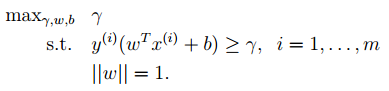 max_{γ,w,b} γ
s.t. y^{(i)}(w^T x^{(i)} + b) ≥ γ, i = 1, . . . , m
||w|| = 1.